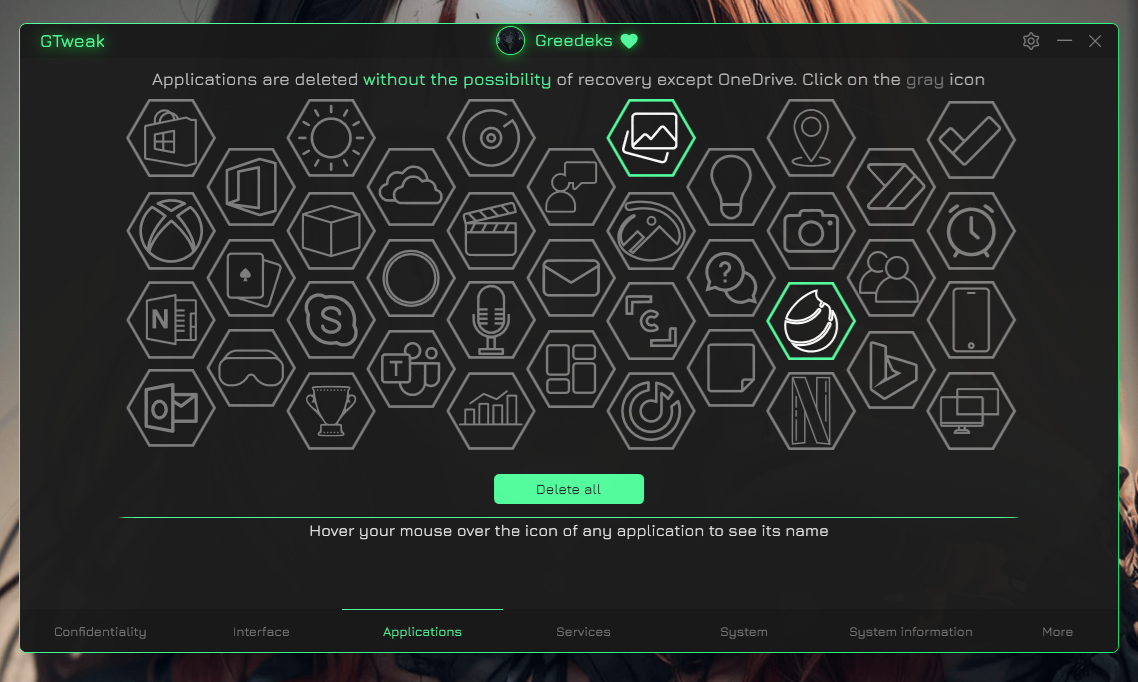 GTweak
Greedeks
Applications are deleted without the possibility of recovery except OneDrive. Click on the gray icon
N
S
T
O
Delete all
Hover your mouse over the icon of any application to see its name
Confidentiality
Interface
Applications
Services
System
System information
More